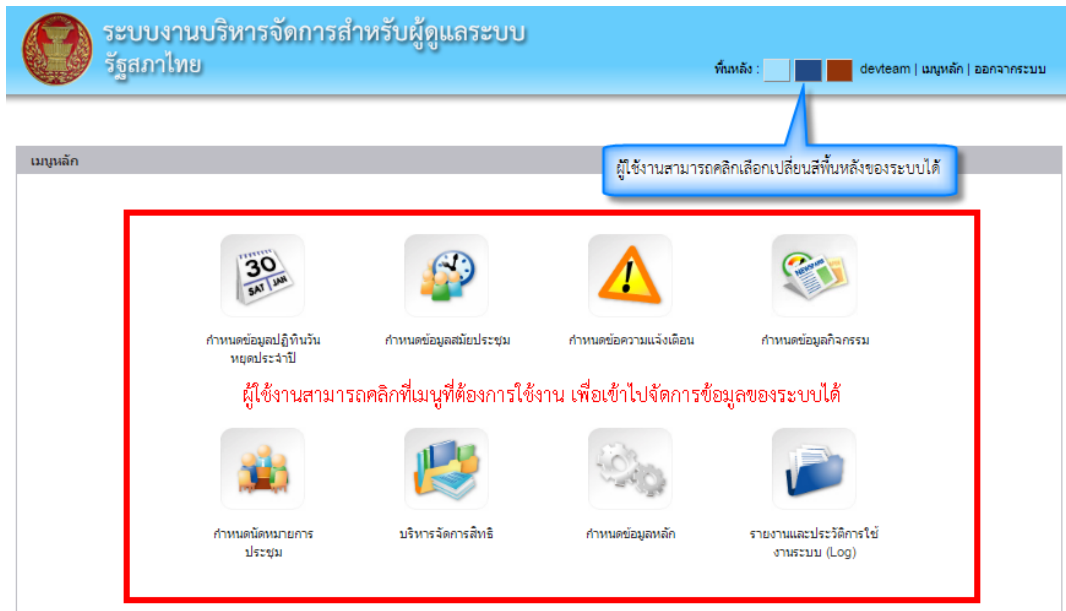 ระบบงานบริหารจัดการสำหรับผู้ดูแลระบบ
รัฐสภาไทย
พื้นหลัง : devteam | เมนูหลัก | ออกจากระบบ
ผู้ใช้งานสามารถคลิกเลือกเปลี่ยนสีพื้นหลังของระบบได้
เมนูหลัก
30
SAT JAN
กำหนดข้อมูลปฏิทินวัน
หยุดประจำปี
กำหนดข้อมูลสมัยประชุม
กำหนดข้อความแจ้งเตือน
กำหนดข้อมูลกิจกรรม
ผู้ใช้งานสามารถคลิกที่เมนูที่ต้องการใช้งาน เพื่อเข้าไปจัดการข้อมูลของระบบได้
กำหนดนัดหมายการ
ประชุม
บริหารจัดการสิทธิ
กำหนดข้อมูลหลัก
รายงานและประวัติการใช้
งานระบบ (Log)